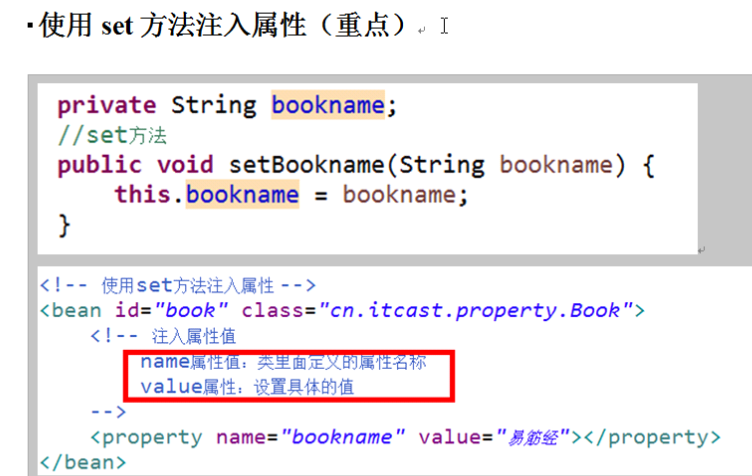 ▪使用 set 方法注入属性（重点）
private String bookname;
//set方法
public void setBookname(String bookname) {
this.bookname = bookname;
}
<!-- 使用set方法注入属性 -->
<bean id="book" class="cn.itcast.property.Book">
<!-- 注入属性值
name属性值：类里面定义的属性名称
value属性：设置具体的值
-->
<property name="bookname" value="易筋经"></property>
</bean>